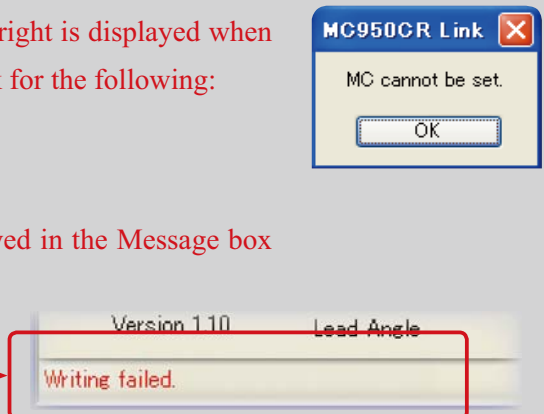 right is displayed when
for the following:
MC950CR Link
MC cannot be set.
OK
in the Message box
Version 1.10 Lead Angle
Writing failed.